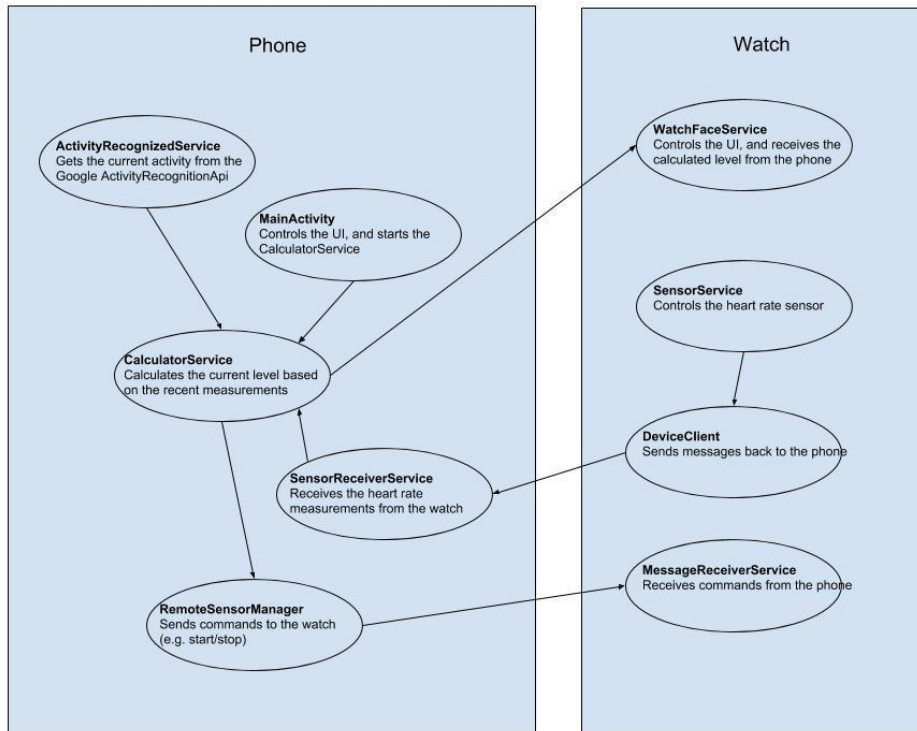 Phone
ActivityRecognizedService
Gets the current activity from the
Google ActivityRecognitionApi
MainActivity
Controls the UI, and starts the
CalculatorService
CalculatorService
Calculates the current level based
on the recent measurements
SensorReceiverService
Receives the heart rate
measurements from the watch
RemoteSensorManager
Sends commands to the watch
(e.g. start/stop)
Watch
WatchFaceService
Controls the UI, and receives the
calculated level from the phone
SensorService
Controls the heart rate sensor
DeviceClient
Sends messages back to the phone
MessageReceiverService
Receives commands from the phone